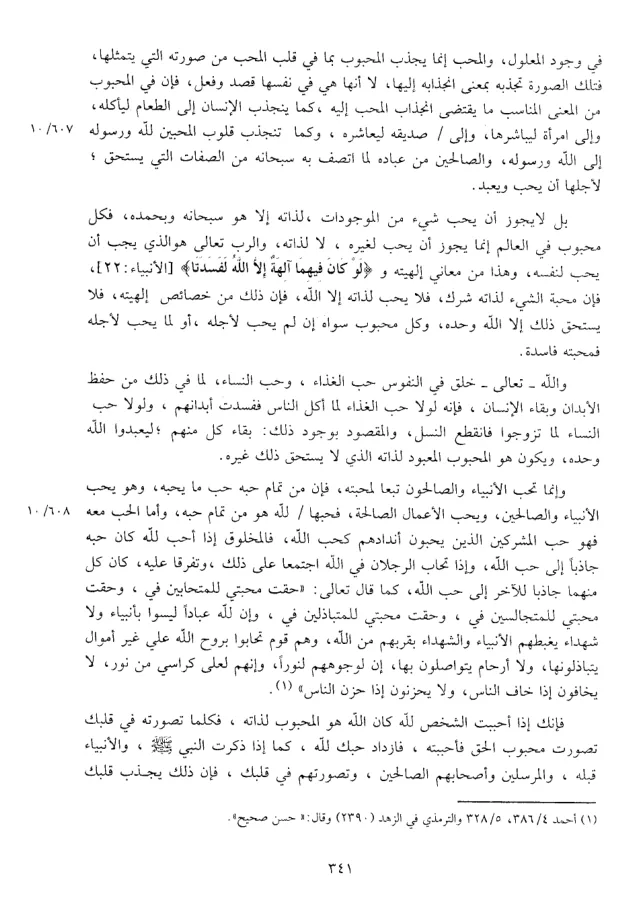 في وجود المعلول، والمحب إنما يجذب المحبوب بما في قلب المحب من صورته التي يتمثلها،
فتلك الصورة تجذبه بمعنى انجذابه إليها، لا أنها هي في نفسها قصد وفعل، فإن في المحبوب
من المعنى المناسب ما يقتضى انجذاب المحب إليه ،كما ينجذب الإنسان إلى الطعام ليأكله،
وإلى امرأة ليباشرها، وإلى / صديقه ليعاشره ، وكما تنجذب قلوب المحبين لله ورسوله ١٠/٦٠٧
إلى الله ورسوله، والصالحين من عباده لما اتصف به سبحانه من الصفات التي يستحق ؛
لأجلها أن يحب ويعبد.
بل لايجوز أن يحب شيء من الموجودات ،لذاته إلا هو سبحانه وبحمده، فكل
محبوب في العالم إنما يجوز أن يحب لغيره ، لا لذاته، والرب تعالى هوالذي يجب أن
يحب لنفسه، وهذا من معاني إلهيته و ﴿لَوْ كَانَ فِيهِمَا آلِهَةٌ إِلاَّ اللَّهُ لَفَسَدَتَا﴾ [الأنبياء:٢٢]،
فإن محبة الشيء لذاته شرك، فلا يحب لذاته إلا الله، فإن ذلك من خصائص إلهيته، فلا
يستحق ذلك إلا الله وحده، وكل محبوب سواه إن لم يحب لأجله ،أو لما يحب لأجله
فمحبته فاسدة.
والله ـ تعالى ـ خلق في النفوس حب الغذاء ، وحب النساء، لما في ذلك من حفظ
الأبدان وبقاء الإنسان ، فإنه لولا حب الغذاء لما أكل الناس ففسدت أبدانهم ، ولولا حب
النساء لما تزوجوا فانقطع النسل، والمقصود بوجود ذلك: بقاء كل منهم ؛ليعبدوا الله
وحده، ويكون هو المحبوب المعبود لذاته الذي لا يستحق ذلك غيره.
وإنما تحب الأنبياء والصالحون تبعا لمحبته، فإن من تمام حبه حب ما يحبه، وهو يحب
الأنبياء والصالحين، ويحب الأعمال الصالحة، فحبها / لله هو من تمام حبه، وأما الحب معه ١٠/٦٠٨
فهو حب المشركين الذين يحبون أندادهم كحب الله، فالمخلوق إذا أحب لله كان حبه
جاذباً إلى حب الله، وإذا تحاب الرجلان في الله اجتمعا على ذلك ،وتفرقا عليه، كان كل
منهما جاذبا للآخر إلى حب الله، كما قال تعالى: «حقت محبتي للمتحابين في ، وحقت
محبتي للمتجالسين في ، وحقت محبتي للمتباذلين في ، وإن لله عباداً ليسوا بأنبياء ولا
شهداء يغبطهم الأنبياء والشهداء بقربهم من الله، وهم قوم تحابوا بروح الله علي غير أموال
يتباذلونها، ولا أرحام يتواصلون بها، إن لوجوههم لنوراً، وإنهم لعلى كراسي من نور، لا
يخافون إذا خاف الناس، ولا يحزنون إذا حزن الناس» (١).
فإنك إذا أحببت الشخص لله كان الله هو المحبوب لذاته ، فكلما تصورته في قلبك
تصورت محبوب الحق فأحببته ، فازداد حبك لله ، كما إذا ذكرت النبي ﷺ ، والأنبياء
قبله ، والمرسلين وأصحابهم الصالحين ، وتصورتهم في قلبك ، فإن ذلك يجـذب قلبك
(١) أحمد ٣٨٦/٤، ٣٢٨/٥ والترمذي في الزهد (٢٣٩٠) وقال:« حسن صحيح».
٣٤١